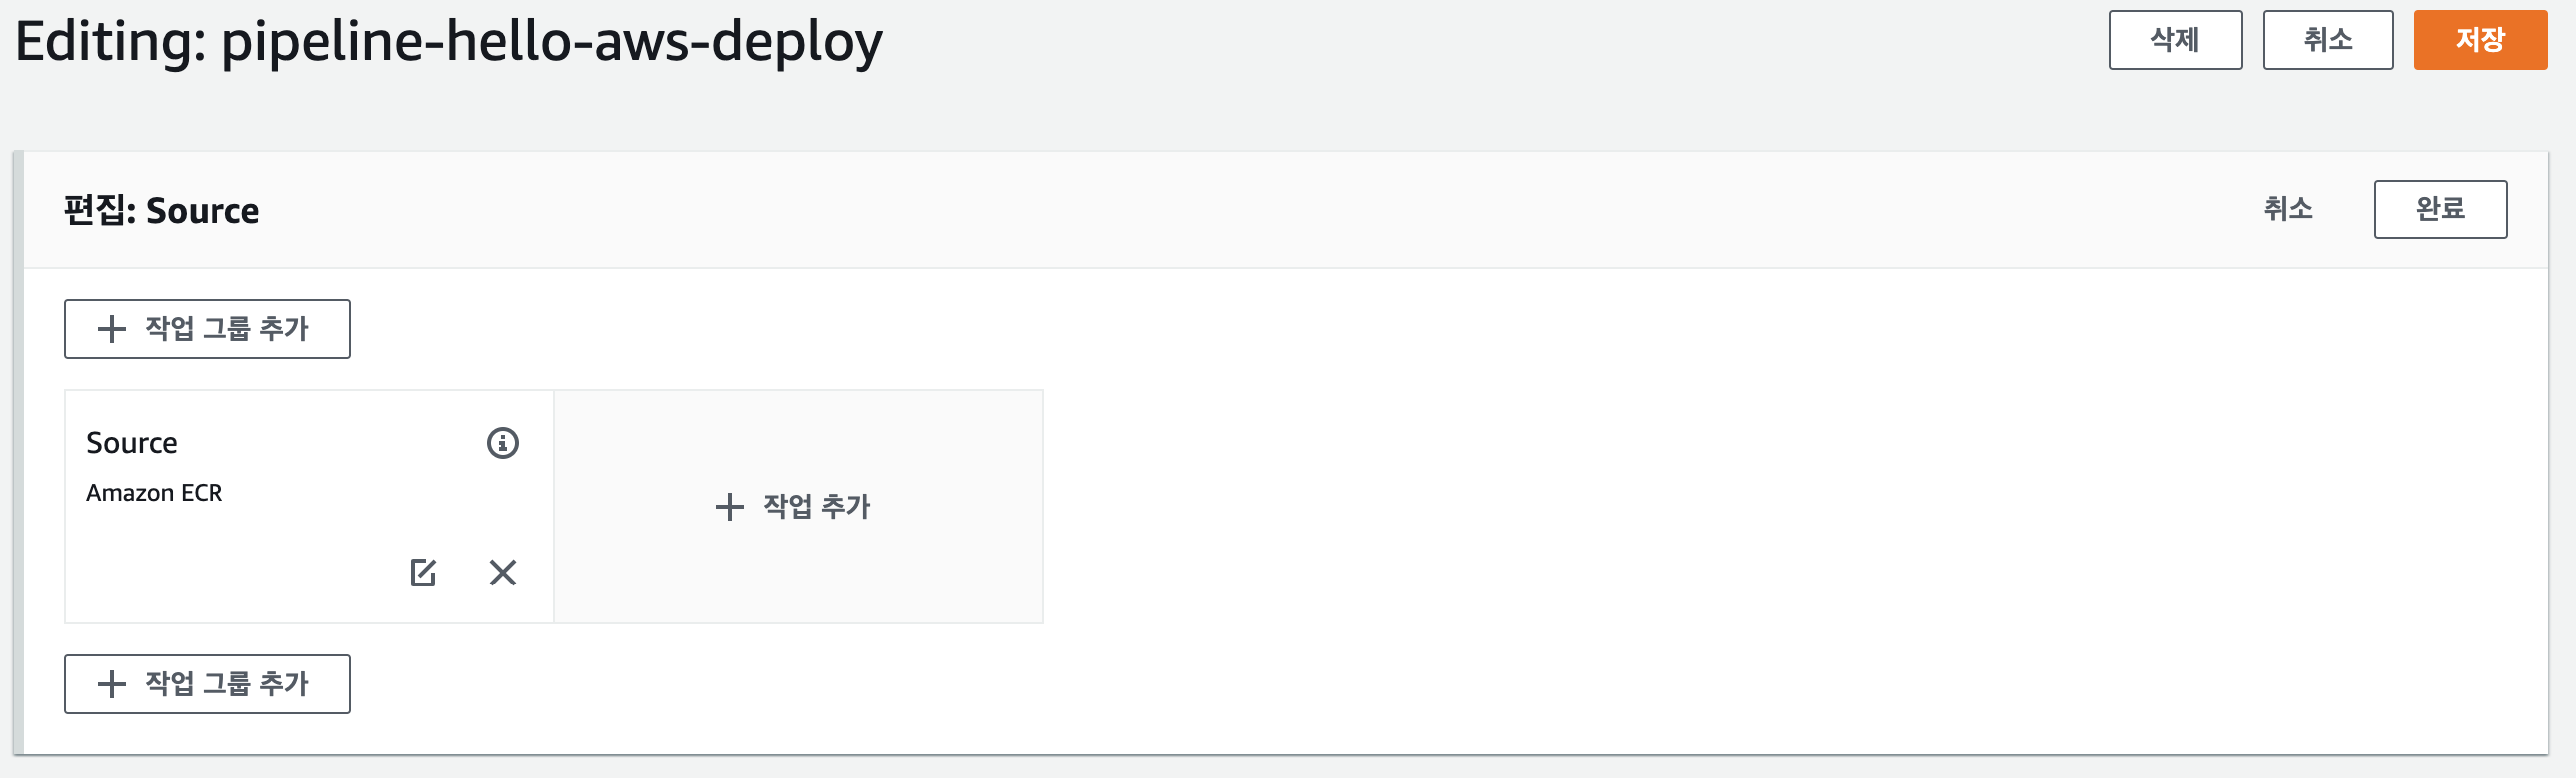 Editing: pipeline-hello-aws-deploy
삭제
취소
저장
편집: Source
취소
완료
작업 그룹 추가
Source
Amazon ECR
작업 추가
작업 그룹 추가